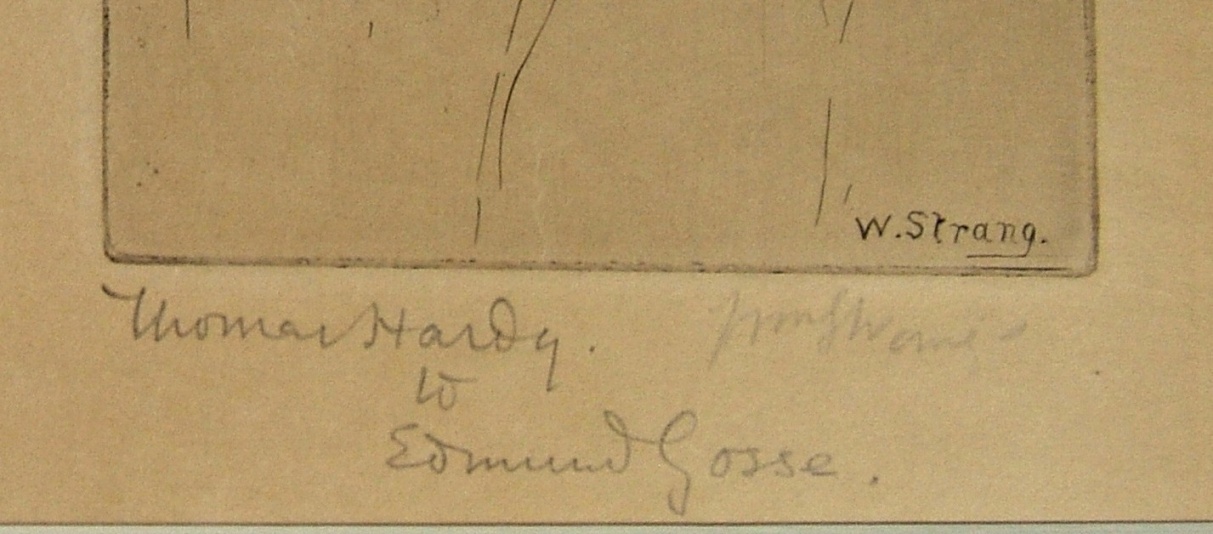 W. Strang.
Thomas Hardy.
to
Edmund Gosse.